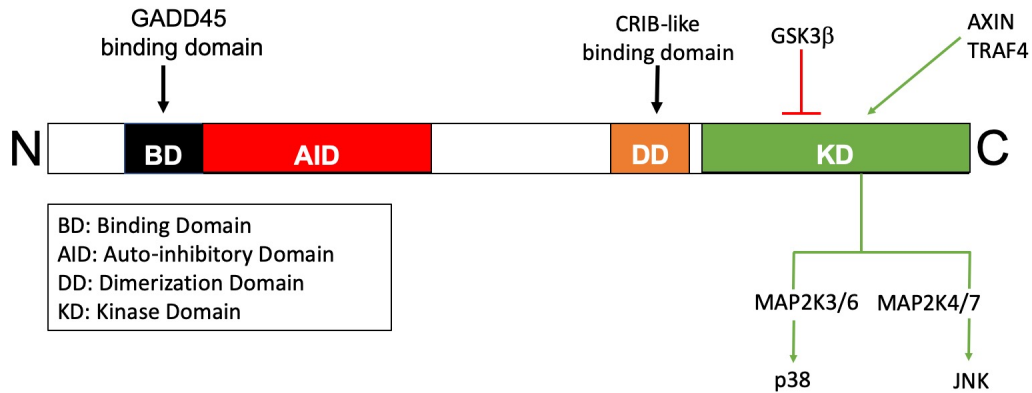 GADD45
binding domain
CRIB-like
binding domain
GSK3β
AXIN
TRAF4
N
BD
AID
DD
KD
C
BD: Binding Domain
AID: Auto-inhibitory Domain
DD: Dimerization Domain
KD: Kinase Domain
MAP2K3/6
MAP2K4/7
p38
JNK